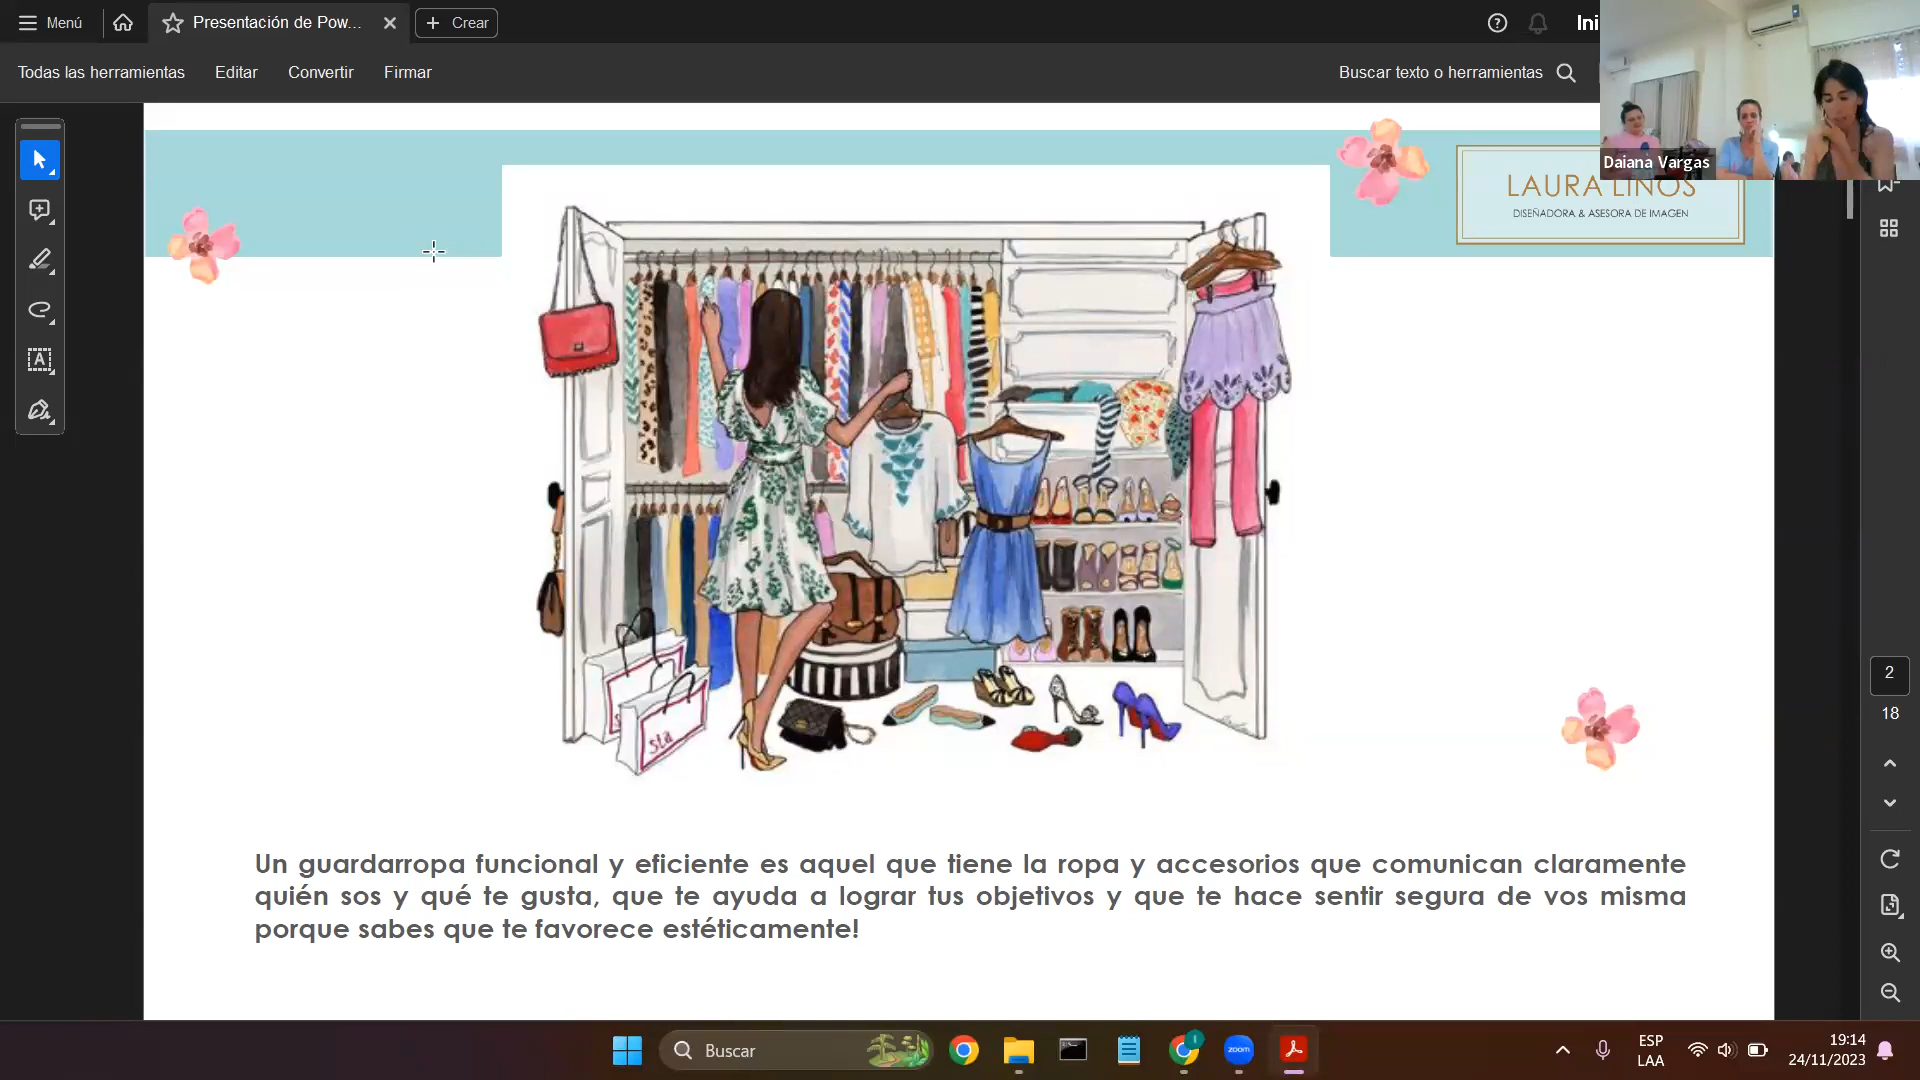 Menú
Presentación de Pow...
Crear
Ini
Todas las herramientas
Editar
Convertir
Firmar
Buscar texto o herramientas
Daiana Vargas
LAURA LINOS
DISEÑADORA & ASESORA DE IMAGEN
sta
2
18
Un guardarropa funcional y eficiente es aquel que tiene la ropa y accesorios que comunican claramente
quién sos y qué te gusta, que te ayuda a lograr tus objetivos y que te hace sentir segura de vos misma
porque sabes que te favorece estéticamente!
Buscar
zoom
1
ESP
LAA
19:14
24/11/2023